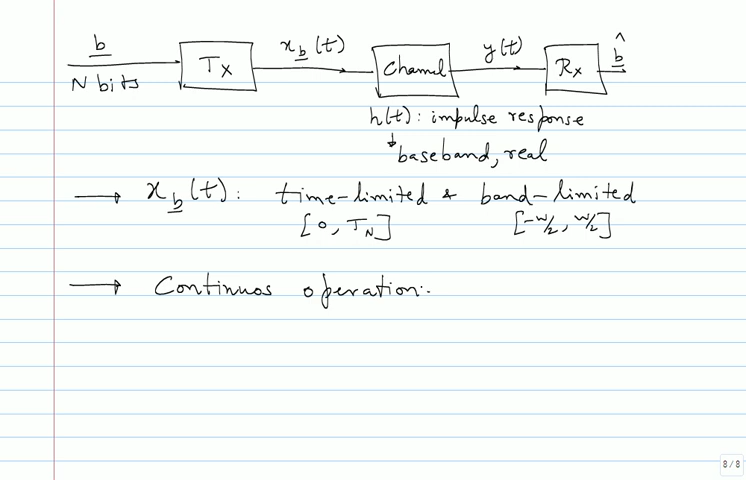 b x_b(t) y(t) b̂
N bits Tx Channel Rx
h(t): impulse response
↓ baseband, real
→ x_b(t): time-limited & band-limited
[0, T_N] [-W/2, W/2]
→ Continuos operation:
8/8